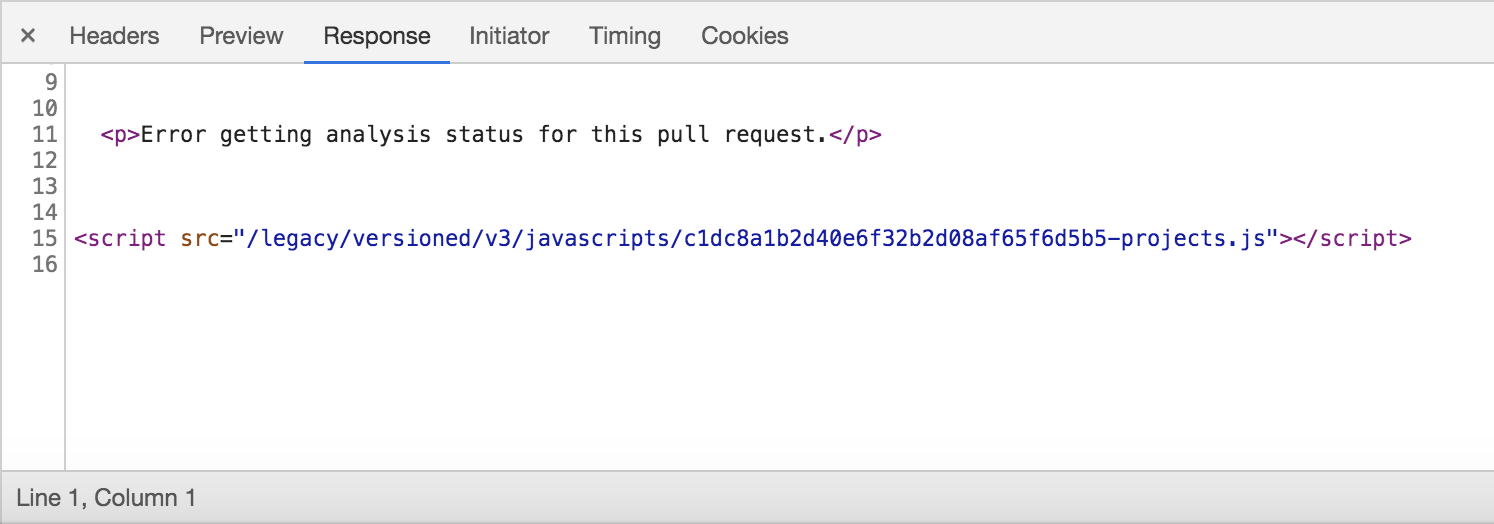 × Headers Preview Response Initiator Timing Cookies
9
10
11 <p>Error getting analysis status for this pull request.</p>
12
13
14
15 <script src="/legacy/versioned/v3/javascripts/c1dc8a1b2d40e6f32b2d08af65f6d5b5-projects.js"></script>
16
Line 1, Column 1